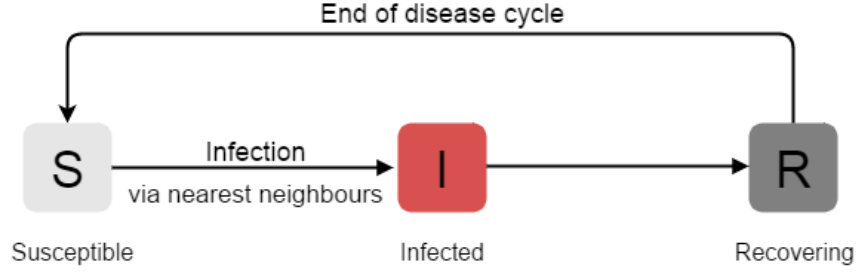 End of disease cycle
S
Infection
via nearest neighbours
I
R
Susceptible
Infected
Recovering